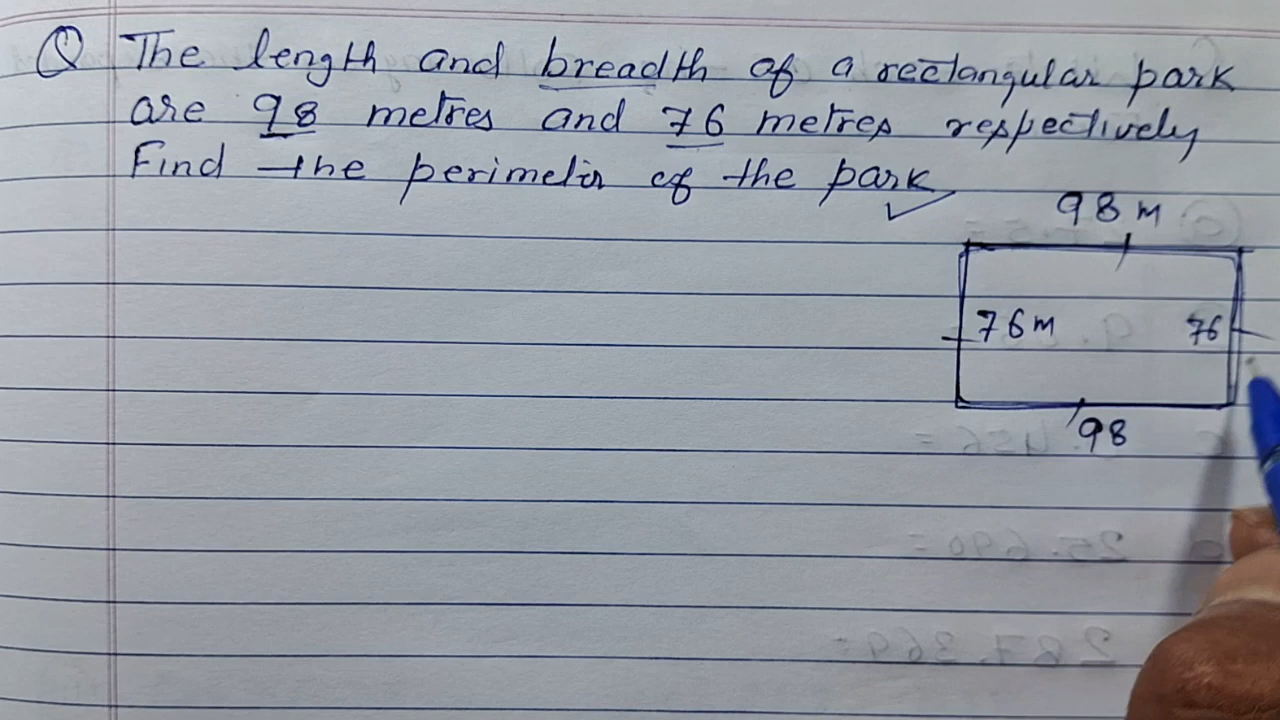 Q The length and breadth of a rectangular park
are 98 metres and 76 metres respectively
Find the perimeter of the park
98 m
76 m 76
98